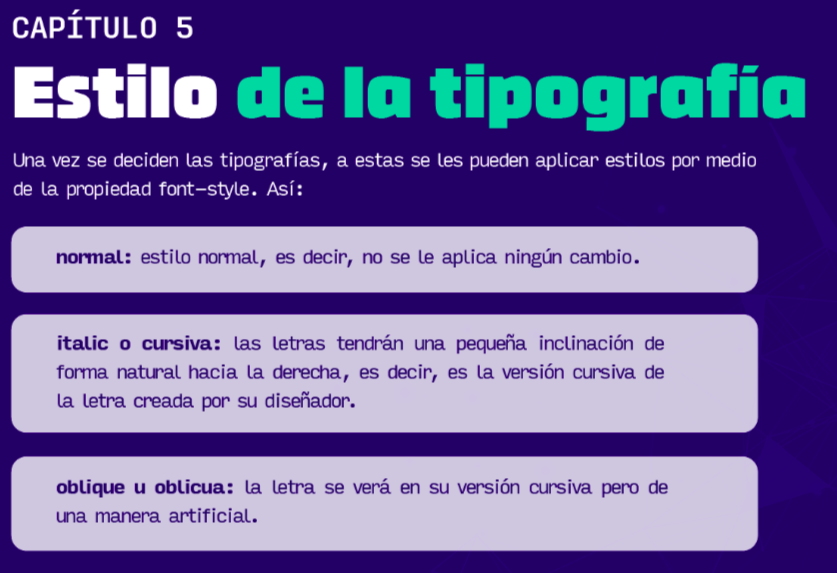 CAPÍTULO 5
Estilo de la tipografía
Una vez se deciden las tipografías, a estas se les pueden aplicar estilos por medio
de la propiedad font-style. Así:
normal: estilo normal, es decir, no se le aplica ningún cambio.
italic o cursiva: las letras tendrán una pequeña inclinación de
forma natural hacia la derecha, es decir, es la versión cursiva de
la letra creada por su diseñador.
oblique u oblicua: la letra se verá en su versión cursiva pero de
una manera artificial.